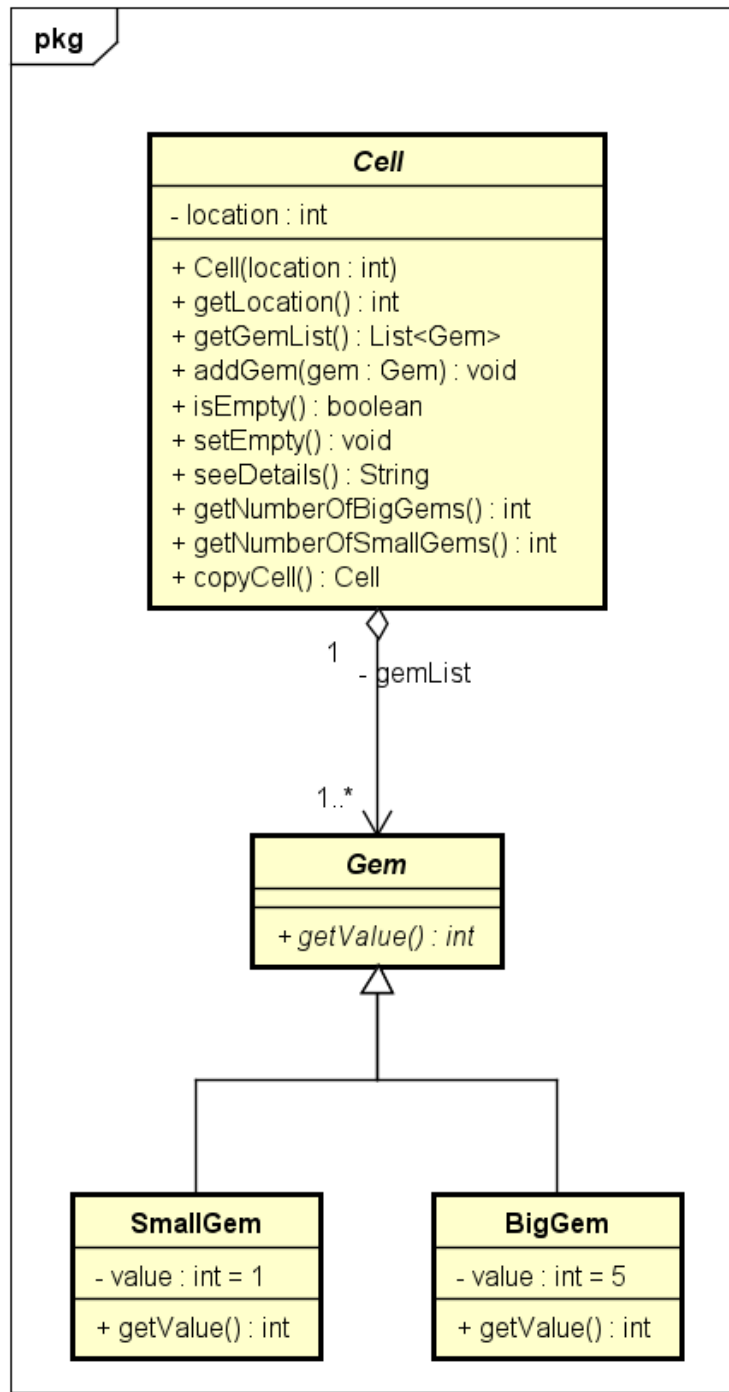 pkg
Cell
- location : int
+ Cell(location : int)
+ getLocation() : int
+ getGemList() : List<Gem>
+ addGem(gem : Gem) : void
+ isEmpty() : boolean
+ setEmpty() : void
+ seeDetails() : String
+ getNumberOfBigGems() : int
+ getNumberOfSmallGems() : int
+ copyCell() : Cell
1
- gemList
1..*
Gem
+ getValue() : int
SmallGem
- value : int = 1
+ getValue() : int
BigGem
- value : int = 5
+ getValue() : int